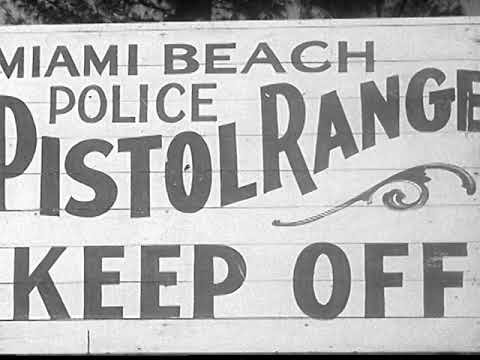 MIAMI BEACH
POLICE
PISTOL RANGE
KEEP OFF